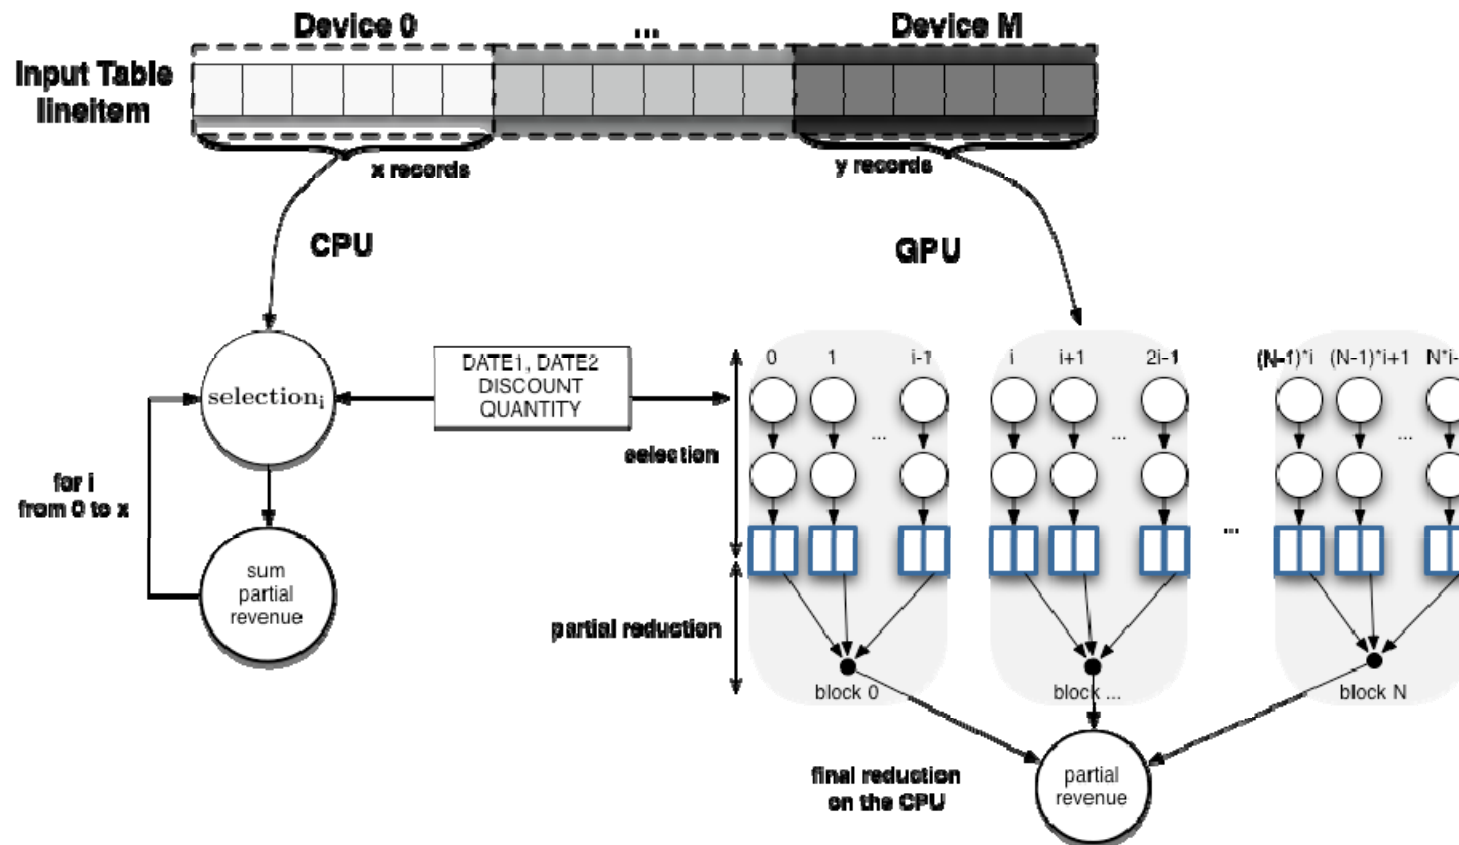 Device 0
...
Device M
Input Table
lineitem
x records
y records
CPU
GPU
DATE1, DATE2
DISCOUNT
QUANTITY
selectioni
for i
from 0 to x
sum
partial
revenue
0 1 i-1
i i+1 2i-1
(N-1)*i (N-1)*i+1 N*i-
...
...
...
selection
...
partial reduction
block 0
block ...
block N
final reduction
on the CPU
partial
revenue